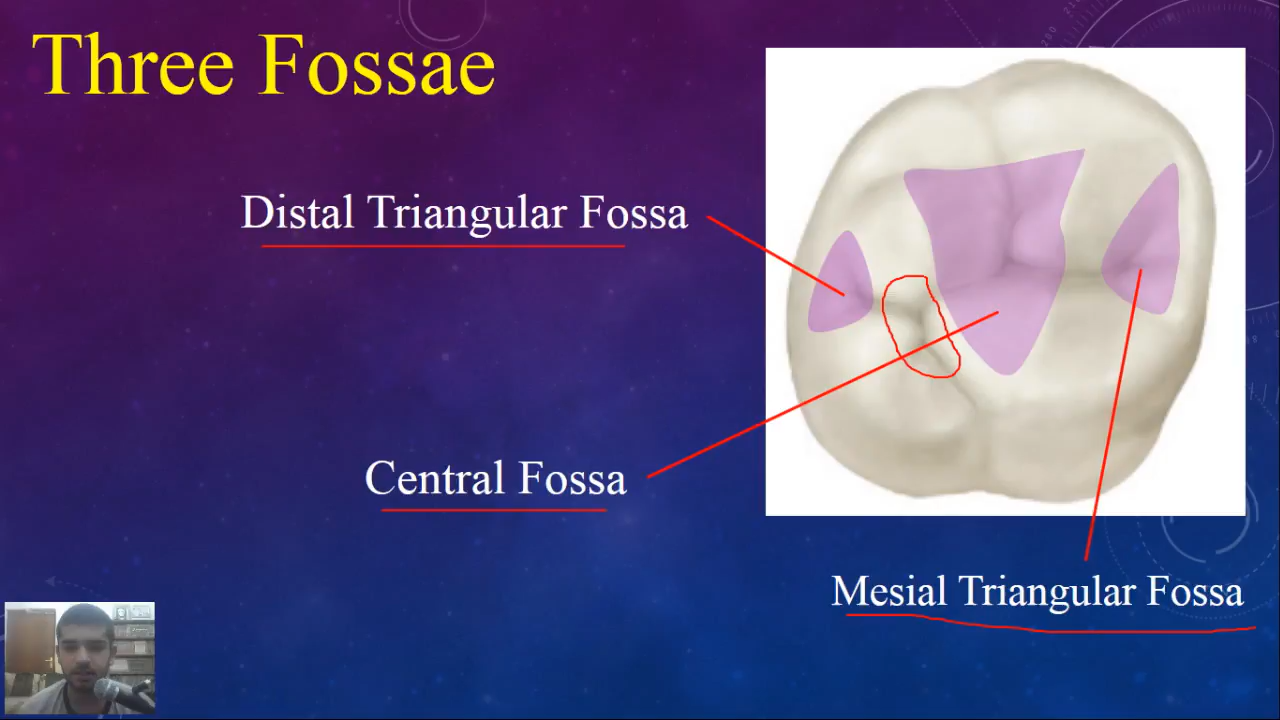 Three Fossae
Distal Triangular Fossa
Central Fossa
Mesial Triangular Fossa